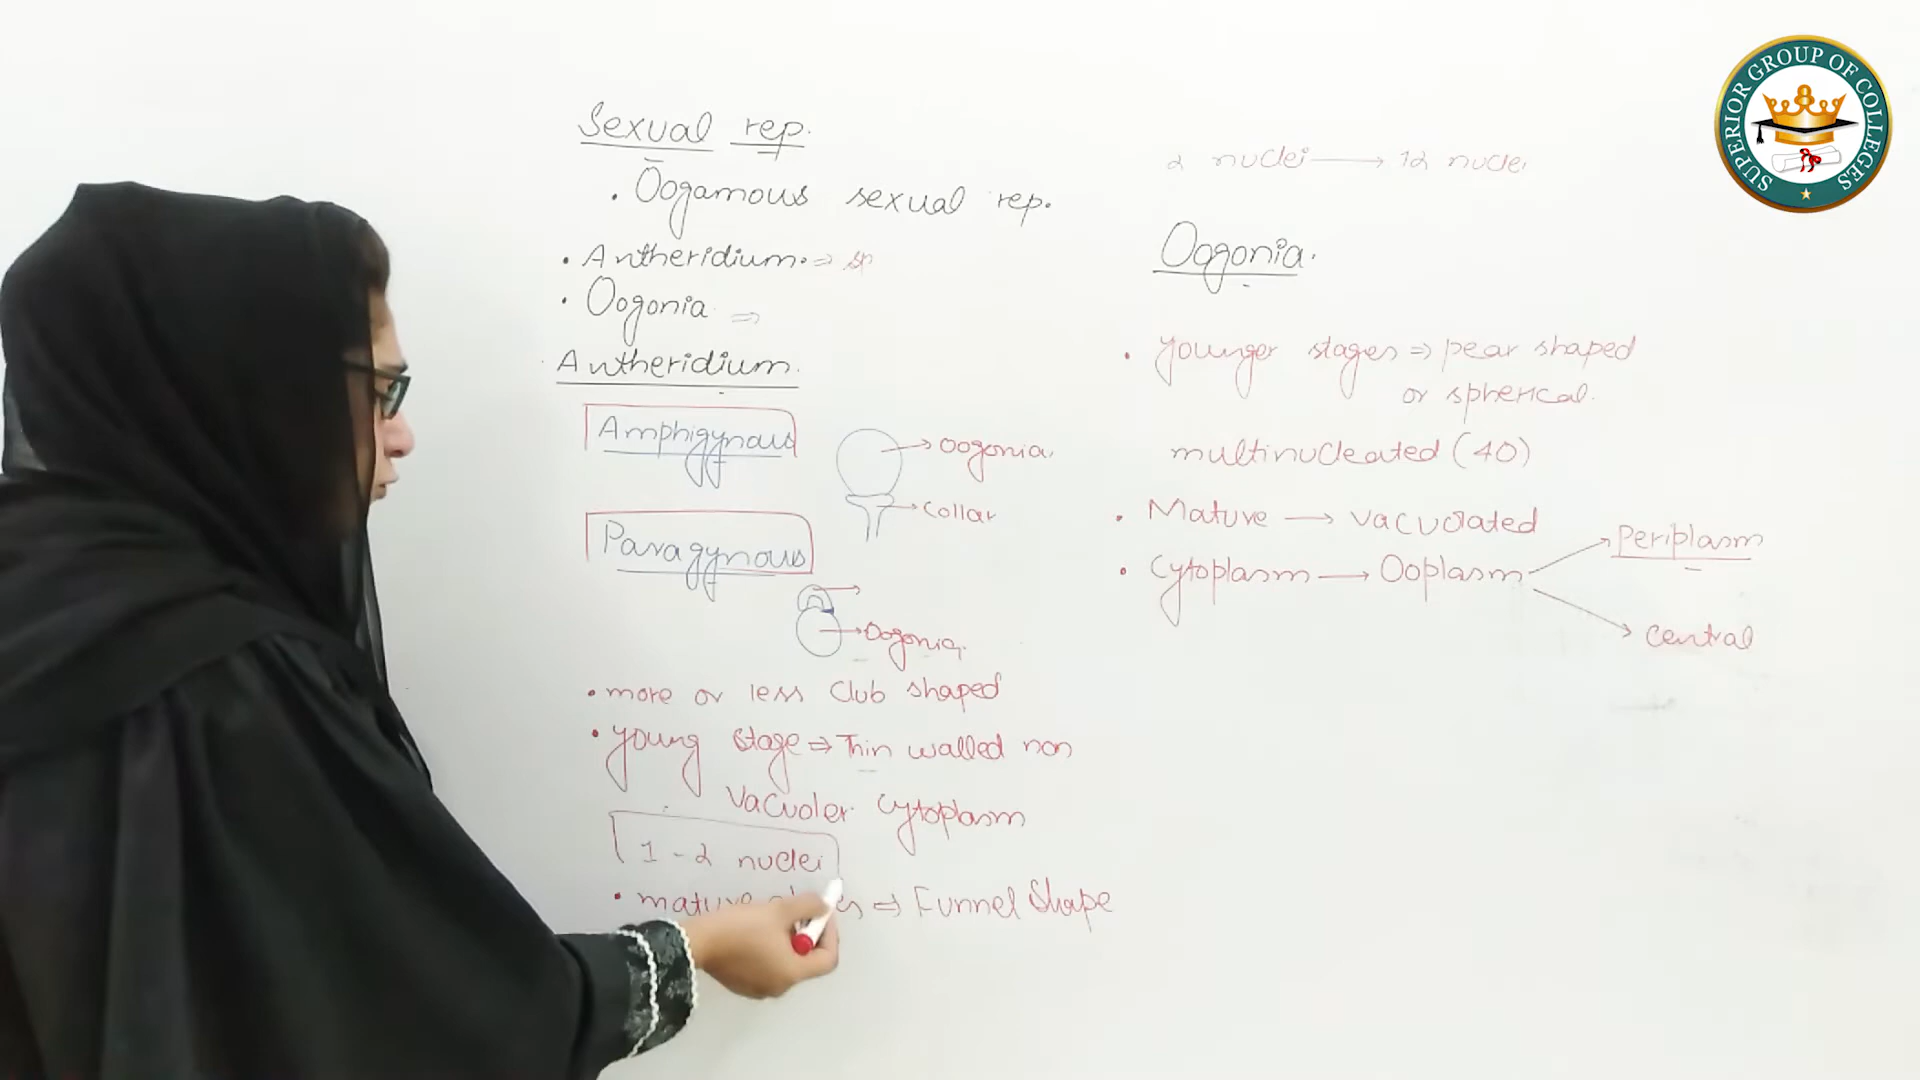 Sexual rep.
• Oogamous sexual rep.
• Antheridium. ⇒ sp
• Oogonia ⇒
Antheridium.
Amphigynous
Oogonia
Collar
Paragynous
Oogonia
• more or less club shaped
• young stage ⇒ Thin walled non
vacuoler cytoplasm
1-2 nuclei
• mature ⇒ Funnel Shape
2 nuclei → 12 nuclei
Oogonia.
• younger stages ⇒ pear shaped
or spherical.
multinucleated (40)
• Mature → vacuolated
• Cytoplasm → Ooplasm
Periplasm
central
SUPERIOR GROUP OF COLLEGES